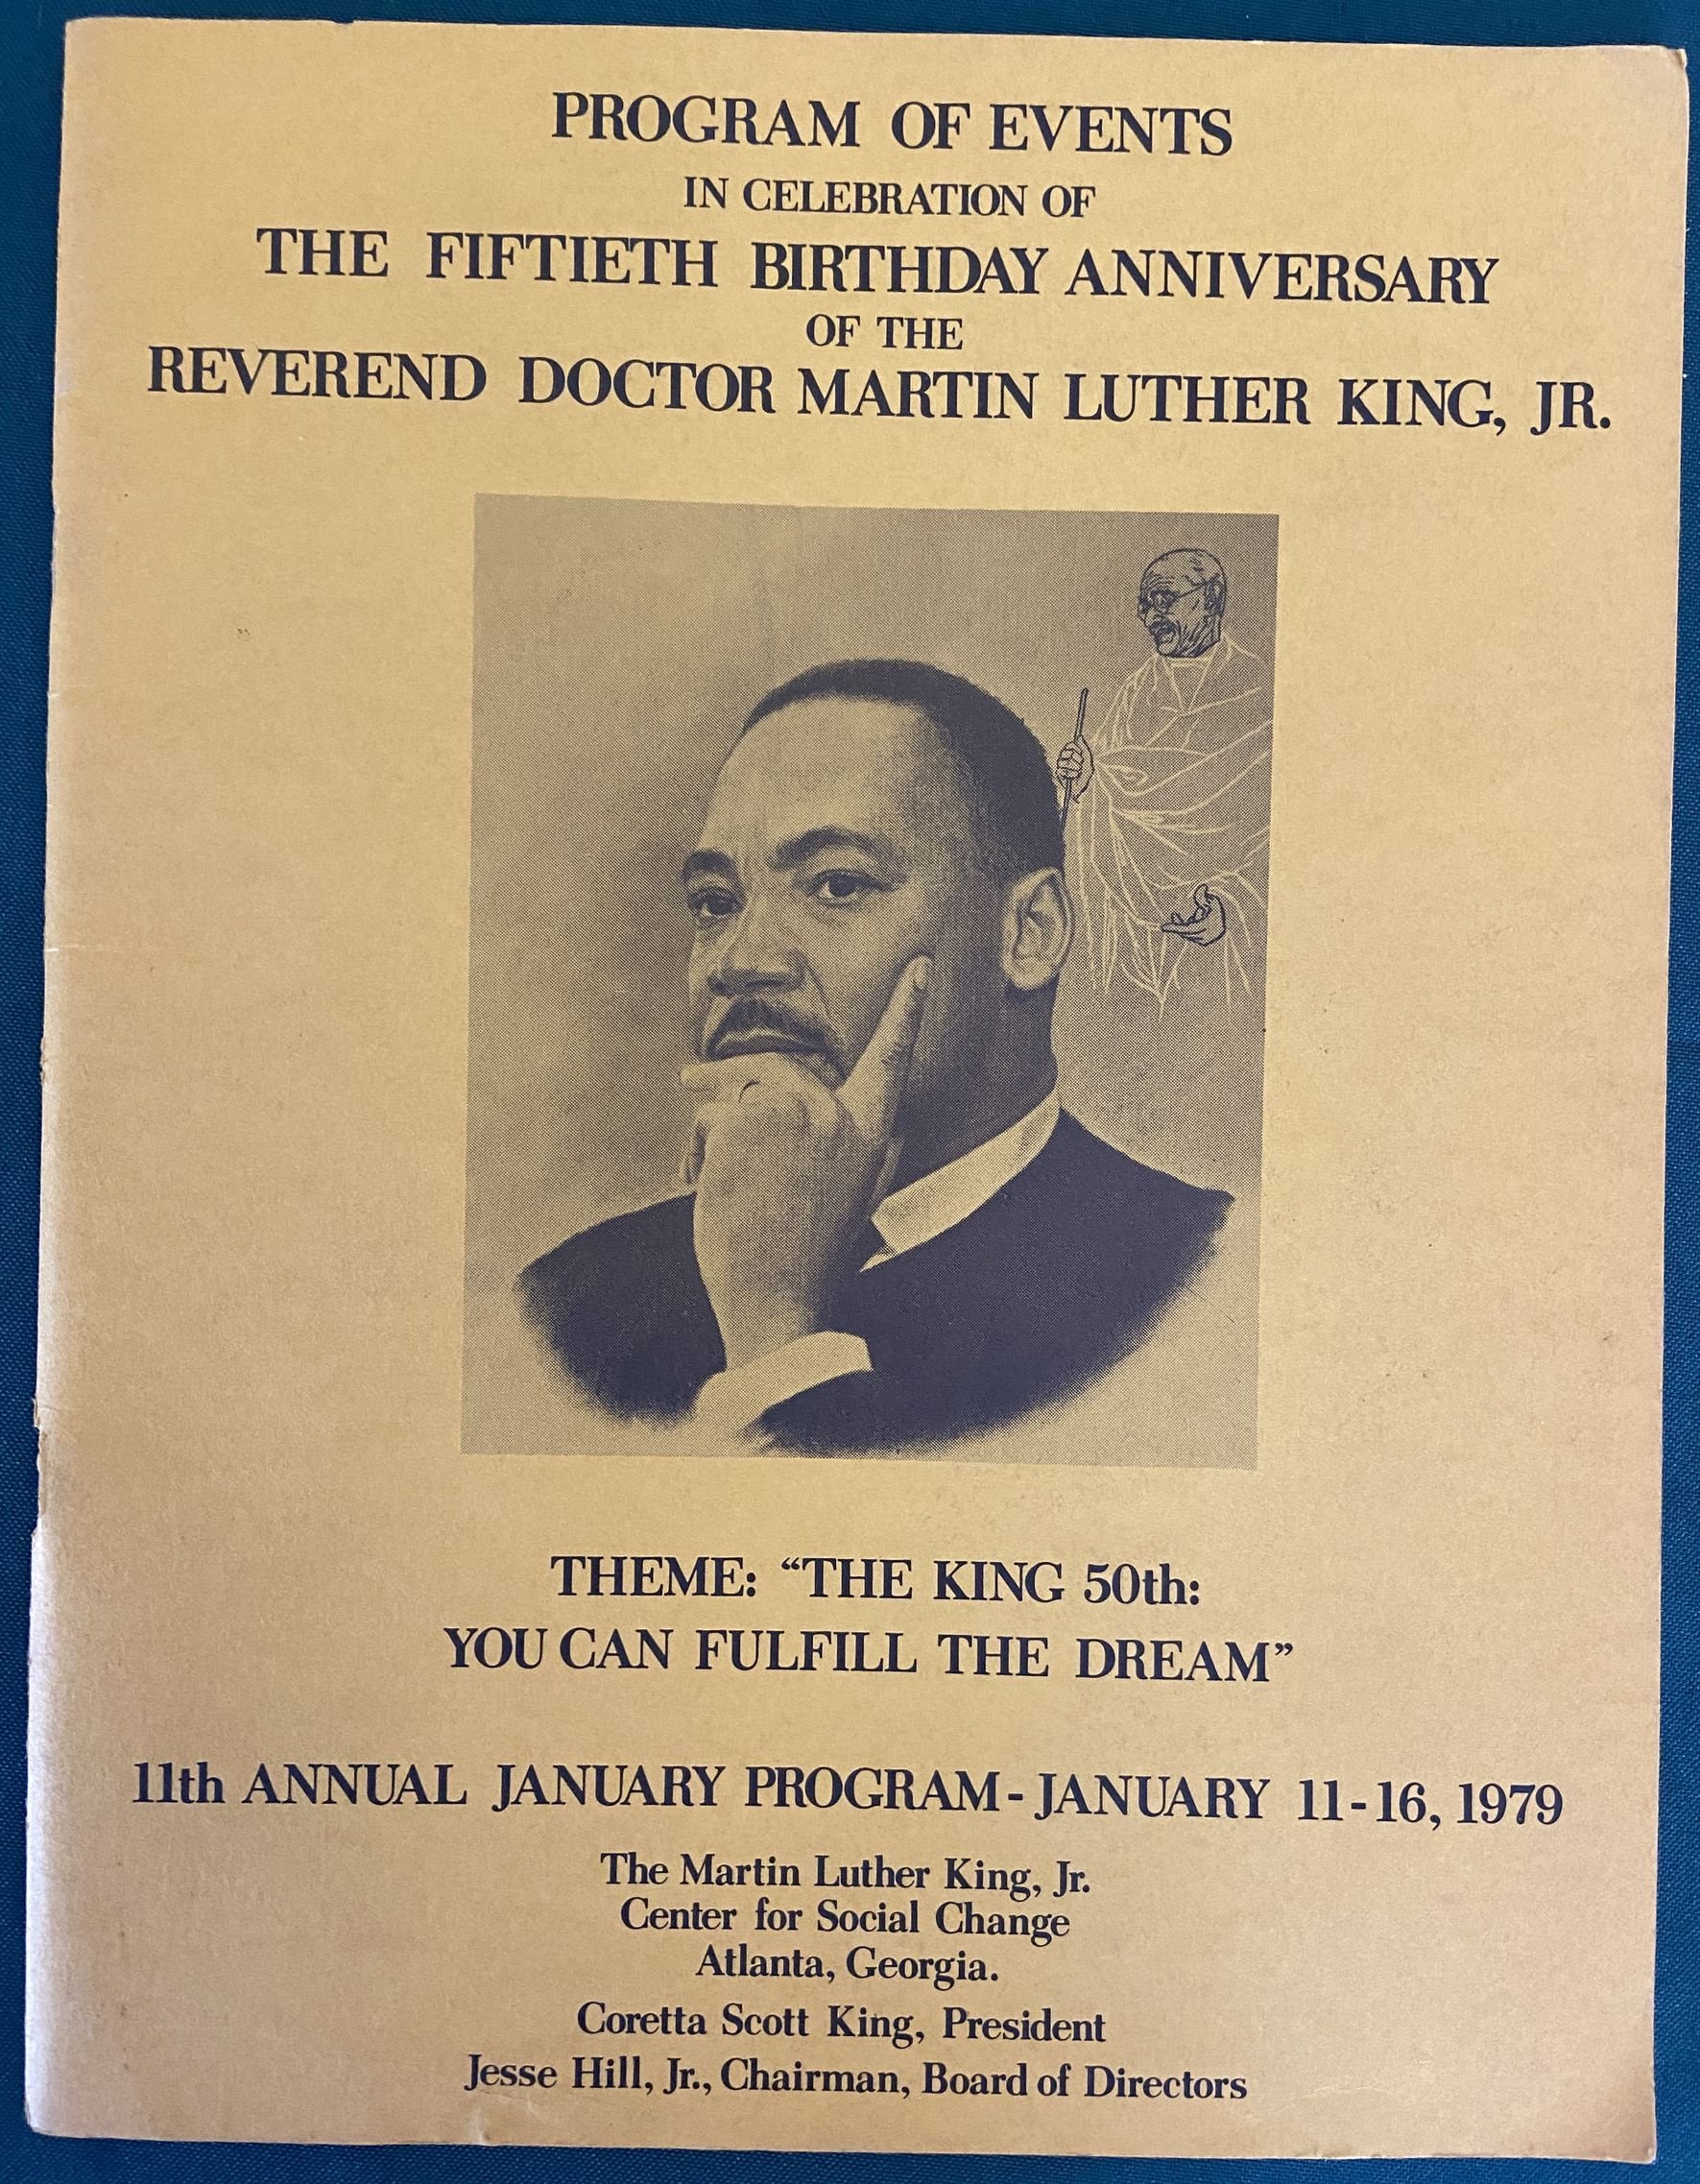 PROGRAM OF EVENTS
IN CELEBRATION OF
THE FIFTIETH BIRTHDAY ANNIVERSARY
OF THE
REVEREND DOCTOR MARTIN LUTHER KING, JR.
THEME: “THE KING 50th:
YOU CAN FULFILL THE DREAM”
11th ANNUAL JANUARY PROGRAM - JANUARY 11-16, 1979
The Martin Luther King, Jr.
Center for Social Change
Atlanta, Georgia.
Coretta Scott King, President
Jesse Hill, Jr., Chairman, Board of Directors